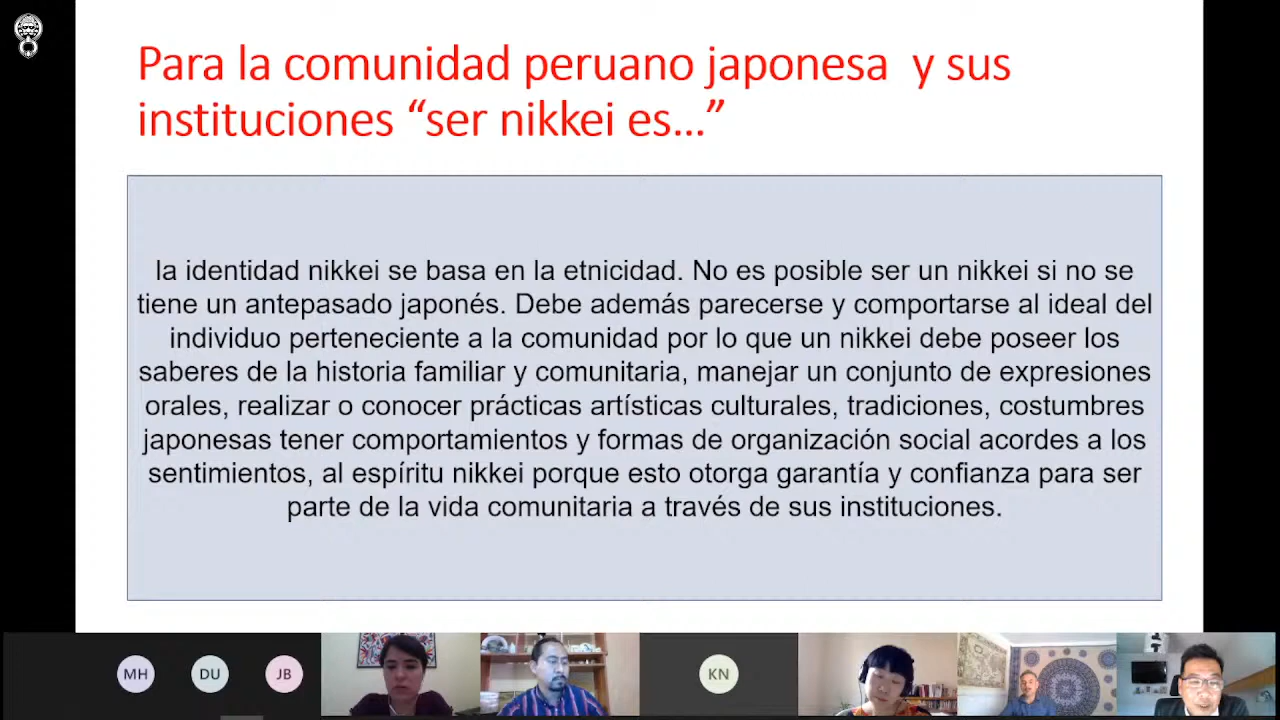 Para la comunidad peruano japonesa y sus
instituciones “ser nikkei es...”
la identidad nikkei se basa en la etnicidad. No es posible ser un nikkei si no se
tiene un antepasado japonés. Debe además parecerse y comportarse al ideal del
individuo perteneciente a la comunidad por lo que un nikkei debe poseer los
saberes de la historia familiar y comunitaria, manejar un conjunto de expresiones
orales, realizar o conocer prácticas artísticas culturales, tradiciones, costumbres
japonesas tener comportamientos y formas de organización social acordes a los
sentimientos, al espíritu nikkei porque esto otorga garantía y confianza para ser
parte de la vida comunitaria a través de sus instituciones.
MH DU JB KN